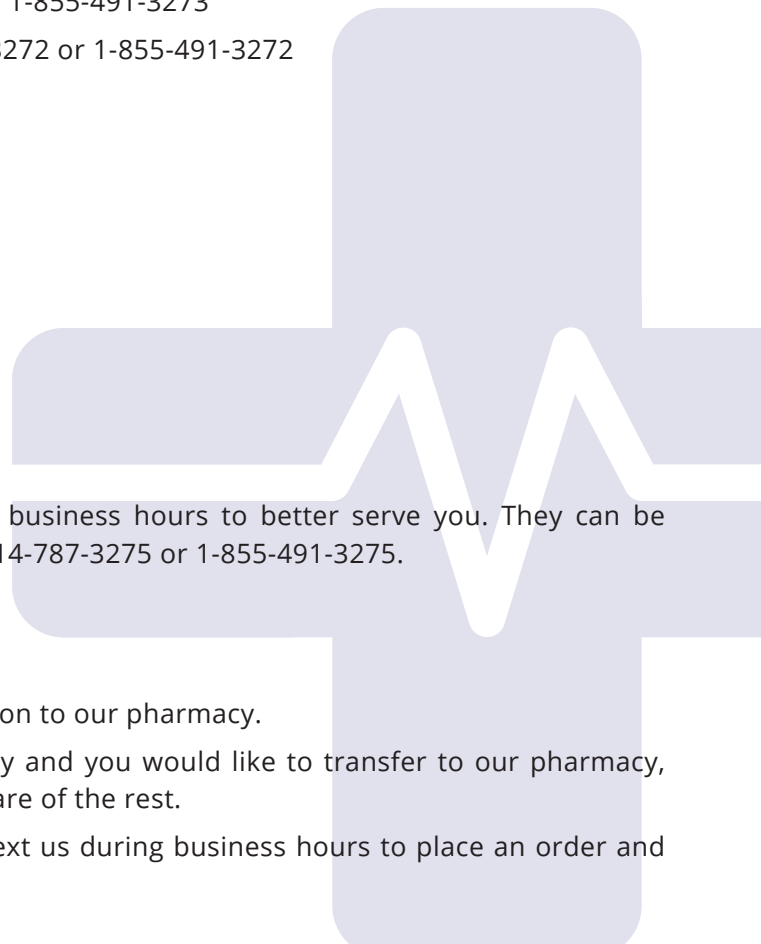 1-855-491-3273
3272 or 1-855-491-3272
business hours to better serve you. They can be
14-787-3275 or 1-855-491-3275.
on to our pharmacy.
y and you would like to transfer to our pharmacy,
are of the rest.
ext us during business hours to place an order and